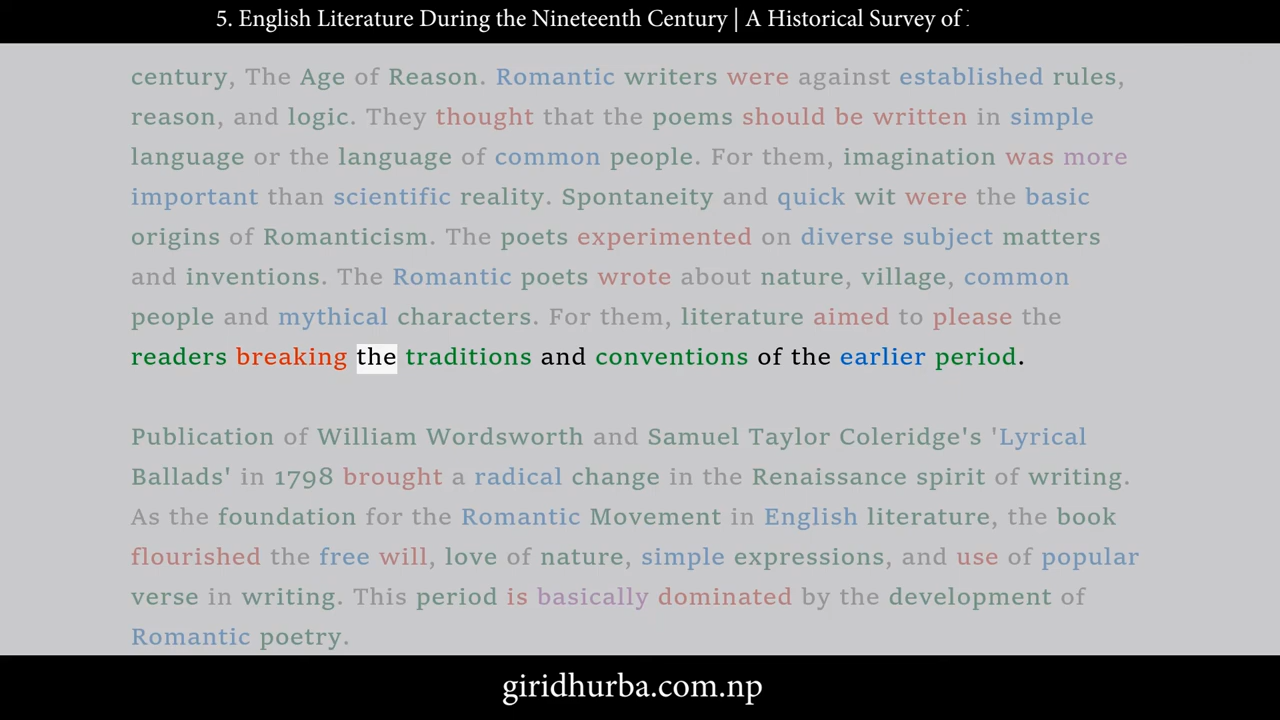 5. English Literature During the Nineteenth Century | A Historical Survey of
century, The Age of Reason. Romantic writers were against established rules,
reason, and logic. They thought that the poems should be written in simple
language or the language of common people. For them, imagination was more
important than scientific reality. Spontaneity and quick wit were the basic
origins of Romanticism. The poets experimented on diverse subject matters
and inventions. The Romantic poets wrote about nature, village, common
people and mythical characters. For them, literature aimed to please the
readers breaking the traditions and conventions of the earlier period.
Publication of William Wordsworth and Samuel Taylor Coleridge's 'Lyrical
Ballads' in 1798 brought a radical change in the Renaissance spirit of writing.
As the foundation for the Romantic Movement in English literature, the book
flourished the free will, love of nature, simple expressions, and use of popular
verse in writing. This period is basically dominated by the development of
Romantic poetry.
giridhurba.com.np